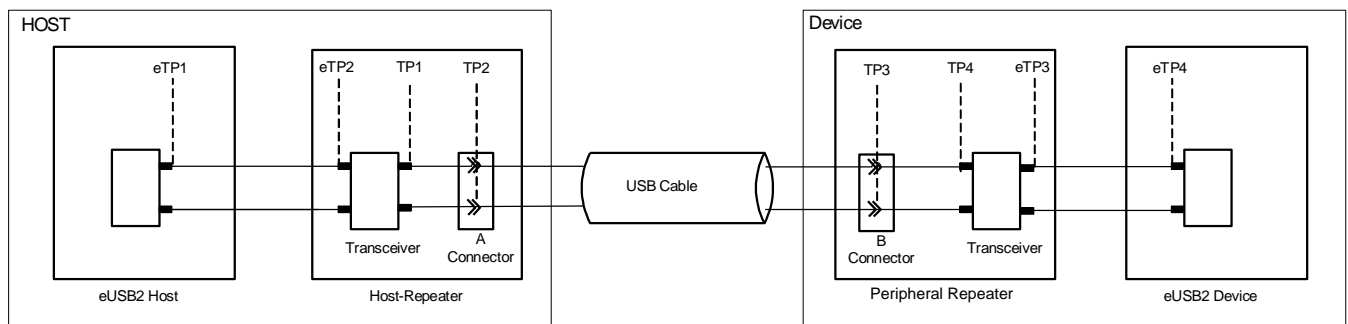 HOST
Device
eTP1
eTP2
TP1
TP2
TP3
TP4
eTP3
eTP4
USB Cable
Transceiver
A
Connector
B
Connector
Transceiver
eUSB2 Host
Host-Repeater
Peripheral Repeater
eUSB2 Device